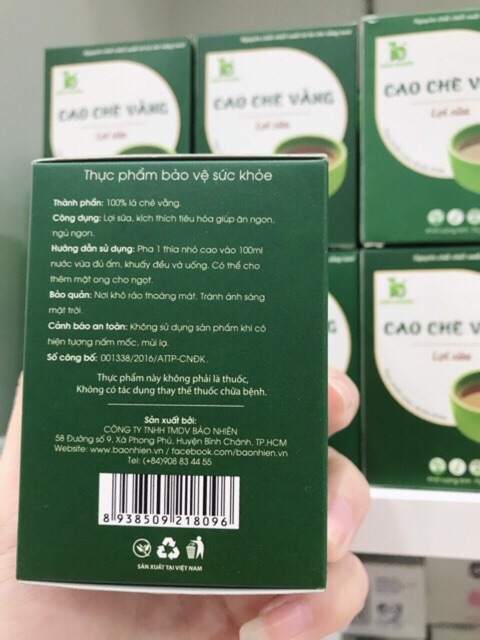 CAO CHÈ VẰNG
Lợi sữa
CAO CHÈ VẰNG
Lợi sữa
CAO CHÈ V
Lợi sữa
CAO CHÈ
Lợi sữa
Thực phẩm bảo vệ sức khỏe
Thành phần: 100% lá chè vằng.
Công dụng: Lợi sữa, kích thích tiêu hóa giúp ăn ngon,
ngủ ngon.
Hướng dẫn sử dụng: Pha 1 thìa nhỏ cao vào 100ml
nước vừa đủ ấm, khuấy đều và uống. Có thể cho
thêm mật ong cho ngọt.
Bảo quản: Nơi khô ráo thoáng mát. Tránh ánh sáng
mặt trời.
Cảnh báo an toàn: Không sử dụng sản phẩm khi có
hiện tượng nấm mốc, mùi lạ.
Số công bố: 001338/2016/ATTP-CNĐK.
Thực phẩm này không phải là thuốc,
Không có tác dụng thay thế thuốc chữa bệnh.
Sản xuất bởi:
CÔNG TY TNHH TMDV BẢO NHIÊN
58 Đường số 9, Xã Phong Phú, Huyện Bình Chánh, TP.HCM
Website: www.baonhien.vn / facebook.com/baonhien.vn
Tel: (+84)908 83 44 55
8 938509 218096
SẢN XUẤT TẠI VIỆT NAM